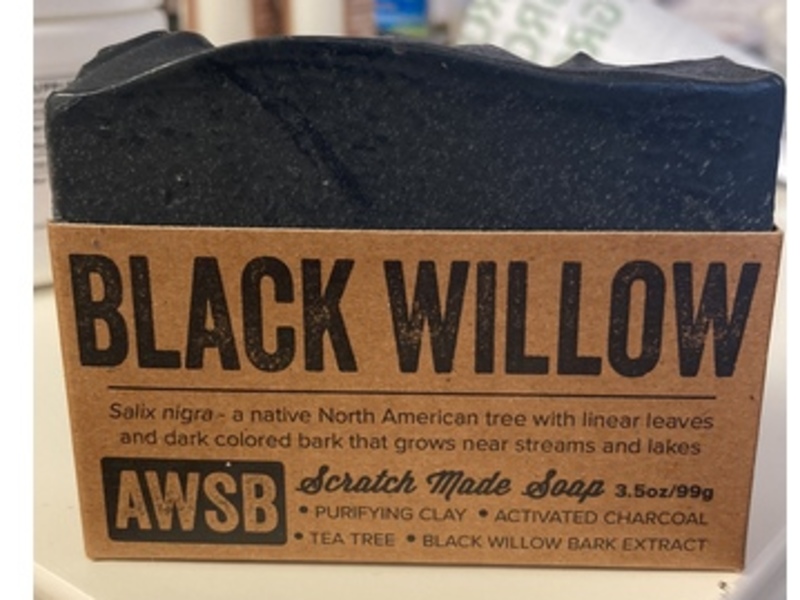 BLACK WILLOW
Salix nigra - a native North American tree with linear leaves
and dark colored bark that grows near streams and lakes
AWSB
Scratch Made Soap 3.5oz/99g
• PURIFYING CLAY • ACTIVATED CHARCOAL
• TEA TREE • BLACK WILLOW BARK EXTRACT